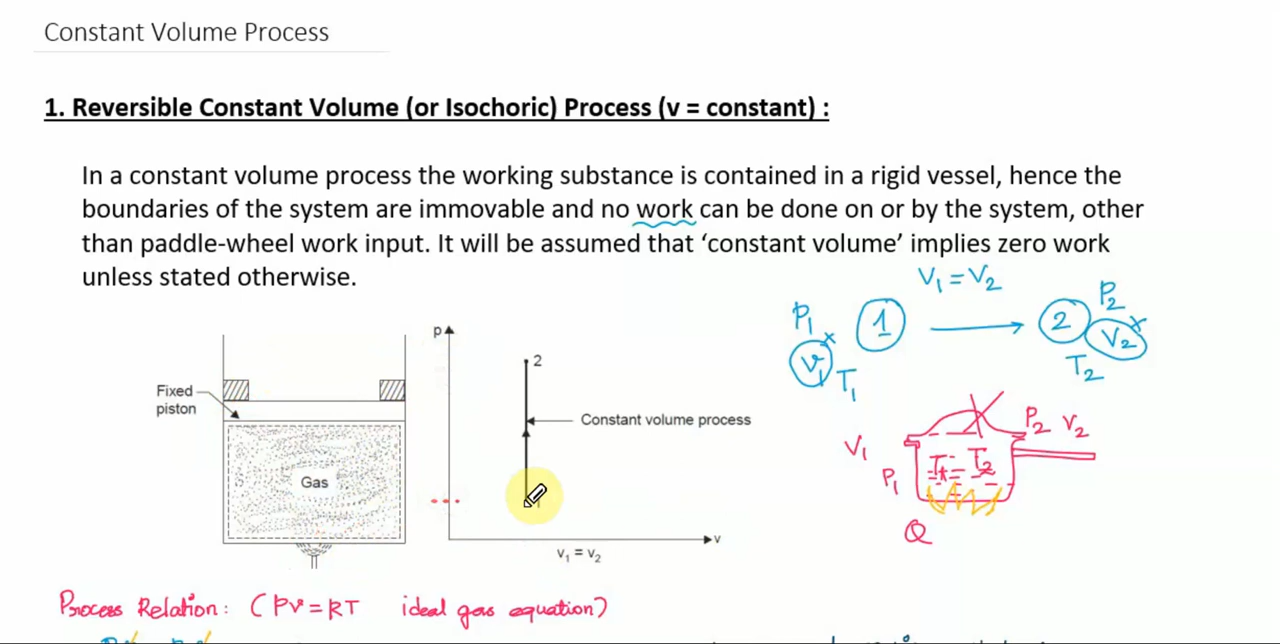 Constant Volume Process
1. Reversible Constant Volume (or Isochoric) Process (v = constant) :
In a constant volume process the working substance is contained in a rigid vessel, hence the
boundaries of the system are immovable and no work can be done on or by the system, other
than paddle-wheel work input. It will be assumed that ‘constant volume’ implies zero work
unless stated otherwise.
V₁ = V₂
P₁ 1 2 P₂
V₁ T₁ V₂ T₂
p
2
Fixed
piston
Constant volume process
Gas
v
v₁ = v₂
P₂ V₂
V₁
P₁ T₂
Q
Process Relation: (PV = RT ideal gas equation)